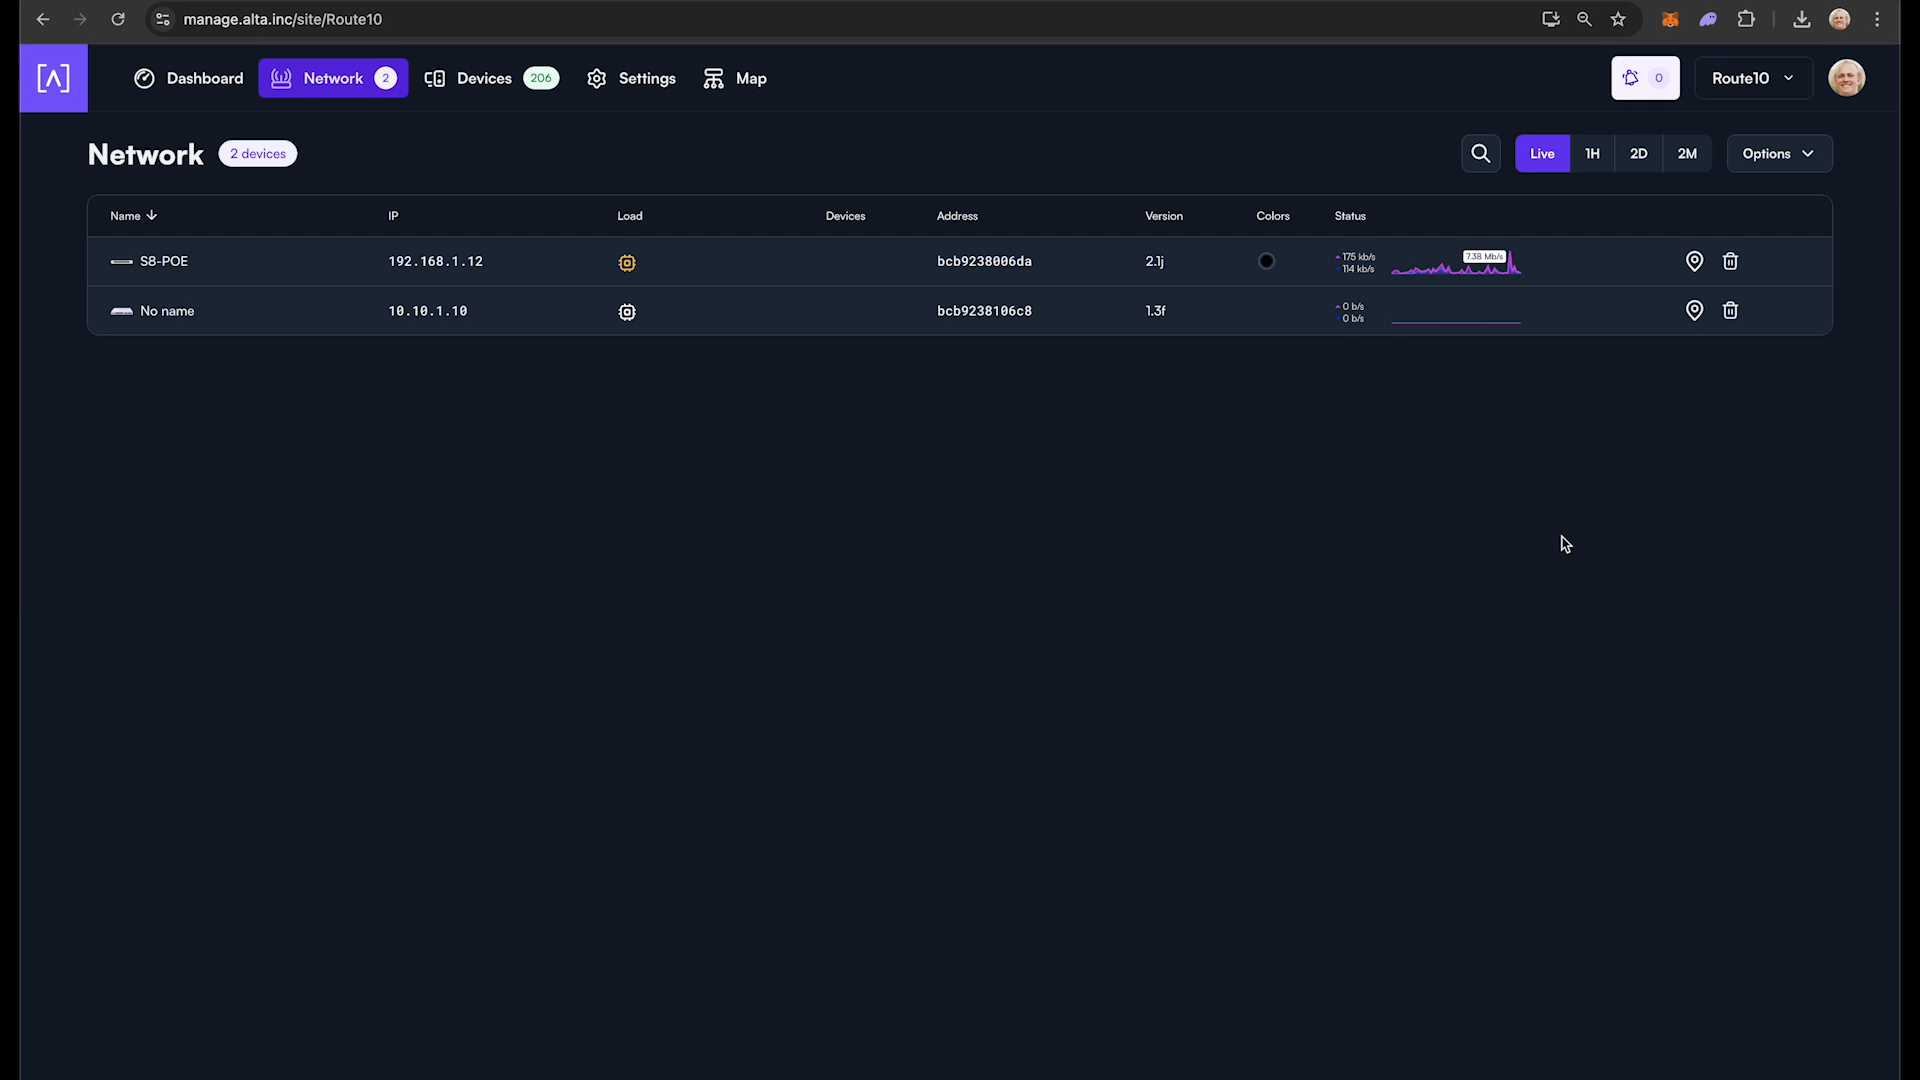 manage.alta.inc/site/Route10
[Λ] Dashboard Network 2 Devices 206 Settings Map 0 Route10
Network 2 devices Live 1H 2D 2M Options
Name IP Load Devices Address Version Colors Status
S8-POE 192.168.1.12 bcb9238006da 2.1j 175 kb/s 7.38 Mb/s
114 kb/s
No name 10.10.1.10 bcb9238106c8 1.3f 0 b/s
0 b/s